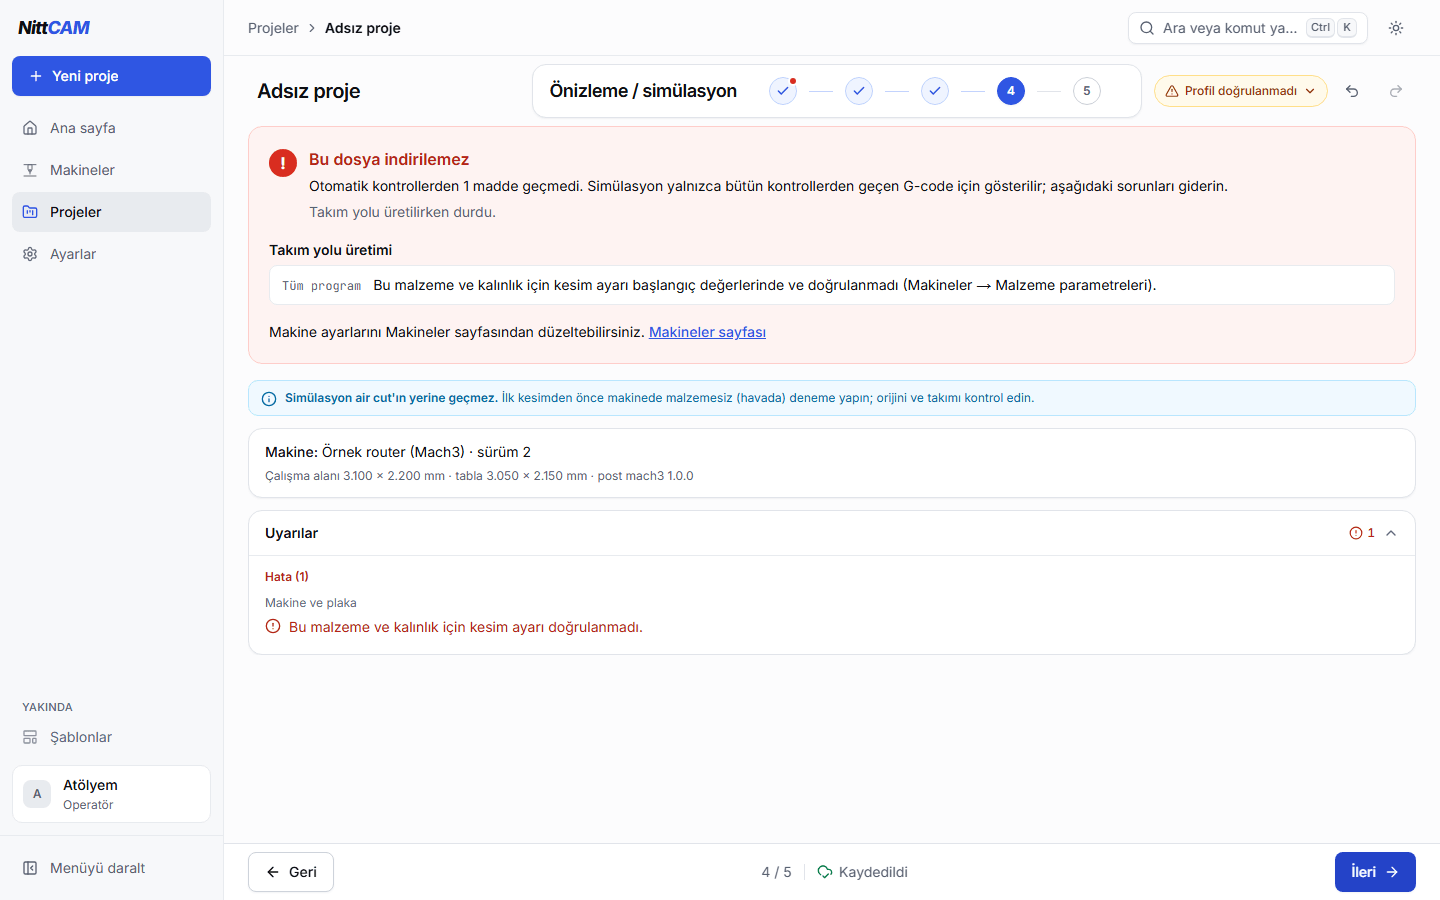 NittCAM
Yeni proje
Ana sayfa
Makineler
Projeler
Ayarlar
YAKINDA
Şablonlar
A
Atölyem
Operatör
Menüyü daralt
Projeler > Adsız proje
Ara veya komut ya... Ctrl K
Adsız proje
Önizleme / simülasyon
4
5
Profil doğrulanmadı
Bu dosya indirilemez
Otomatik kontrollerden 1 madde geçmedi. Simülasyon yalnızca bütün kontrollerden geçen G-code için gösterilir; aşağıdaki sorunları giderin.
Takım yolu üretilirken durdu.
Takım yolu üretimi
Tüm program Bu malzeme ve kalınlık için kesim ayarı başlangıç değerlerinde ve doğrulanmadı (Makineler → Malzeme parametreleri).
Makine ayarlarını Makineler sayfasından düzeltebilirsiniz. Makineler sayfası
Simülasyon air cut'ın yerine geçmez. İlk kesimden önce makinede malzemesiz (havada) deneme yapın; orijini ve takımı kontrol edin.
Makine: Örnek router (Mach3) · sürüm 2
Çalışma alanı 3.100 × 2.200 mm · tabla 3.050 × 2.150 mm · post mach3 1.0.0
Uyarılar
1
Hata (1)
Makine ve plaka
Bu malzeme ve kalınlık için kesim ayarı doğrulanmadı.
Geri
4 / 5
Kaydedildi
İleri